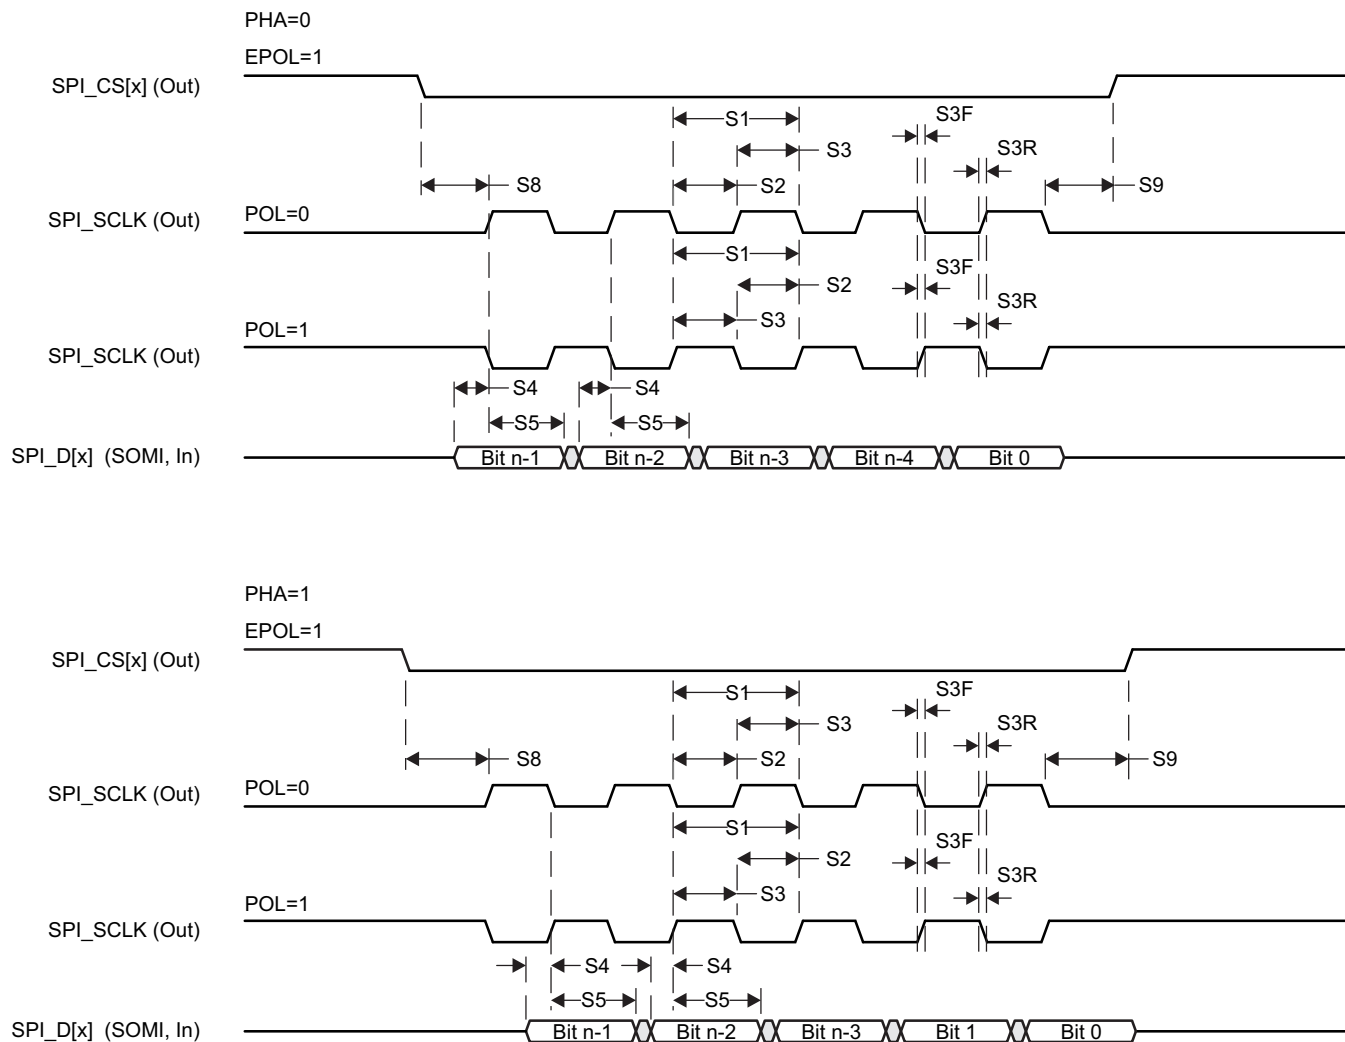 PHA=0
EPOL=1
SPI_CS[x] (Out)
S1
S3F
S3
S3R
S8
S2
S9
POL=0
SPI_SCLK (Out)
S1
S3F
S2
S3R
S3
POL=1
SPI_SCLK (Out)
S4
S4
S5
S5
SPI_D[x] (SOMI, In)
Bit n-1
Bit n-2
Bit n-3
Bit n-4
Bit 0
PHA=1
EPOL=1
SPI_CS[x] (Out)
S1
S3F
S3
S3R
S8
S2
S9
POL=0
SPI_SCLK (Out)
S1
S3F
S2
S3R
S3
POL=1
SPI_SCLK (Out)
S4
S4
S5
S5
SPI_D[x] (SOMI, In)
Bit n-1
Bit n-2
Bit n-3
Bit 1
Bit 0